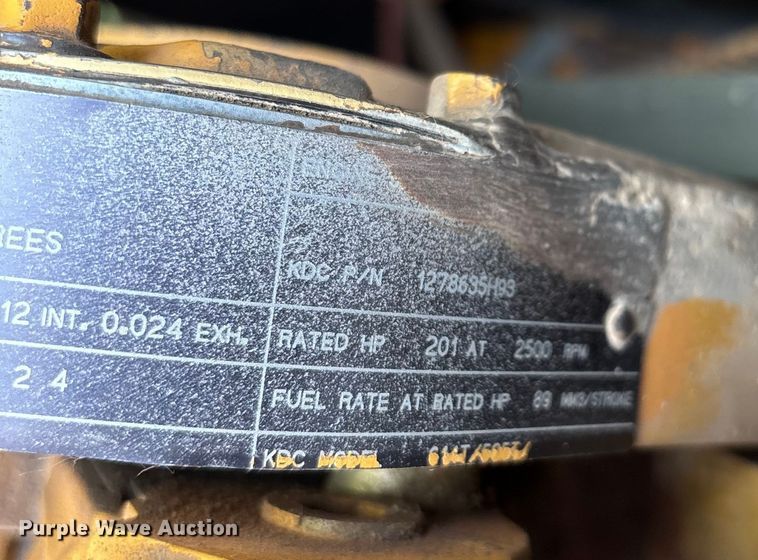 REES
KDC P/N 1278635H93
12 INT. 0.024 EXH.
RATED HP 201 AT 2500 RPM
2 4
FUEL RATE AT RATED HP 89 MM3/STROKE
KDC MODEL
Purple Wave Auction